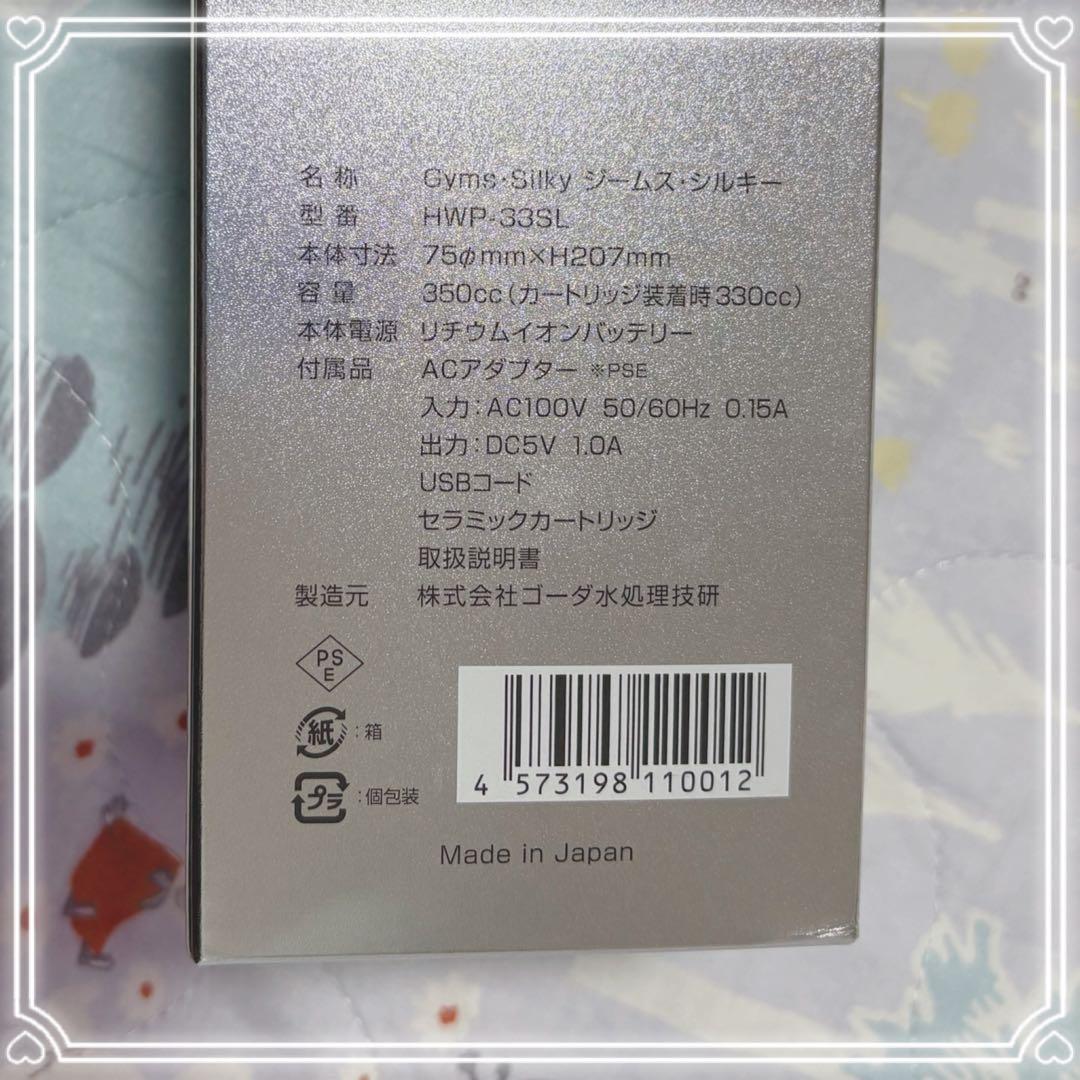 名称 Gyms・Silky ジームス・シルキー
型番 HWP-33SL
本体寸法 75φmm×H207mm
容量 350cc（カートリッジ装着時330cc）
本体電源 リチウムイオンバッテリー
付属品 ACアダプター ※PSE
入力：AC100V 50/60Hz 0.15A
出力：DC5V 1.0A
USBコード
セラミックカートリッジ
取扱説明書
製造元 株式会社ゴーダ水処理技研
PS
E
紙：箱
プラ：個包装
4 573198 110012
Made in Japan